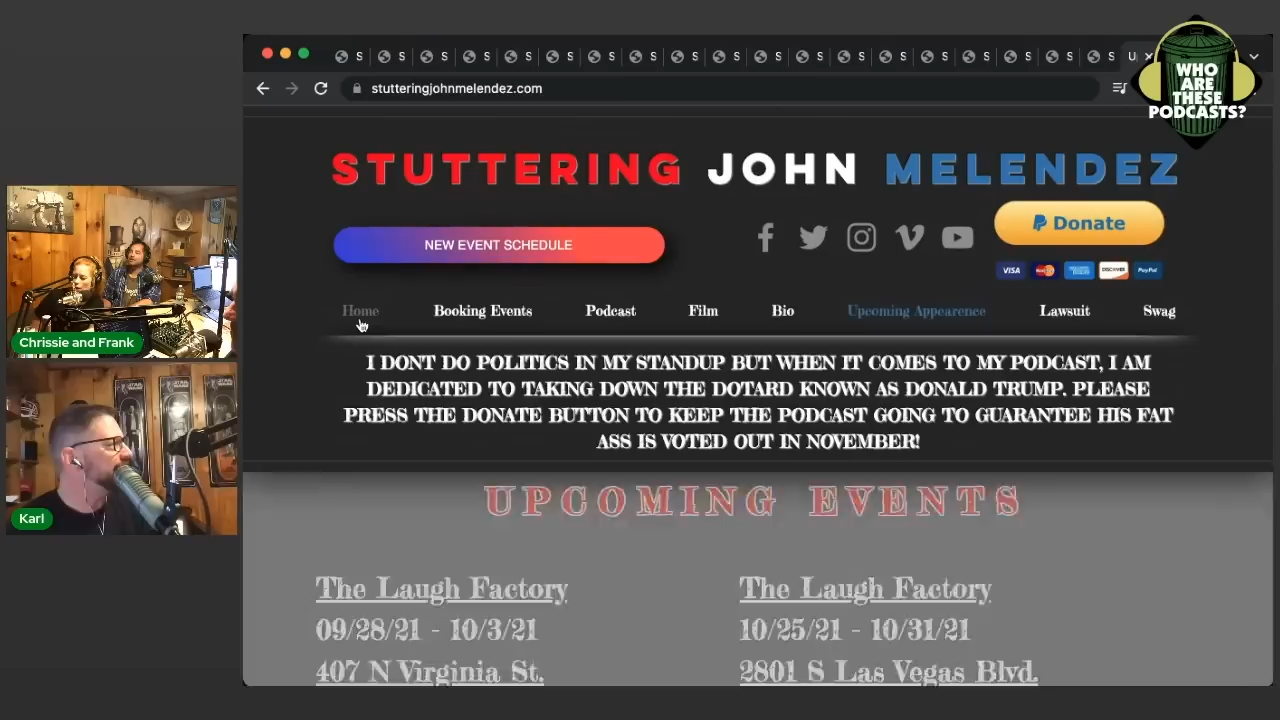 S S S S S S S S S S S S S S S S S S S U
stutteringjohnmelendez.com
WHO
ARE
THESE
PODCASTS?
STUTTERING JOHN MELENDEZ
NEW EVENT SCHEDULE
Donate
VISA DISCOVER PayPal
Home Booking Events Podcast Film Bio Upcoming Appearence Lawsuit Swag
I DONT DO POLITICS IN MY STANDUP BUT WHEN IT COMES TO MY PODCAST, I AM
DEDICATED TO TAKING DOWN THE DOTARD KNOWN AS DONALD TRUMP. PLEASE
PRESS THE DONATE BUTTON TO KEEP THE PODCAST GOING TO GUARANTEE HIS FAT
ASS IS VOTED OUT IN NOVEMBER!
UPCOMING EVENTS
The Laugh Factory
09/28/21 - 10/3/21
407 N Virginia St.
The Laugh Factory
10/25/21 - 10/31/21
2801 S Las Vegas Blvd.
Chrissie and Frank
Karl